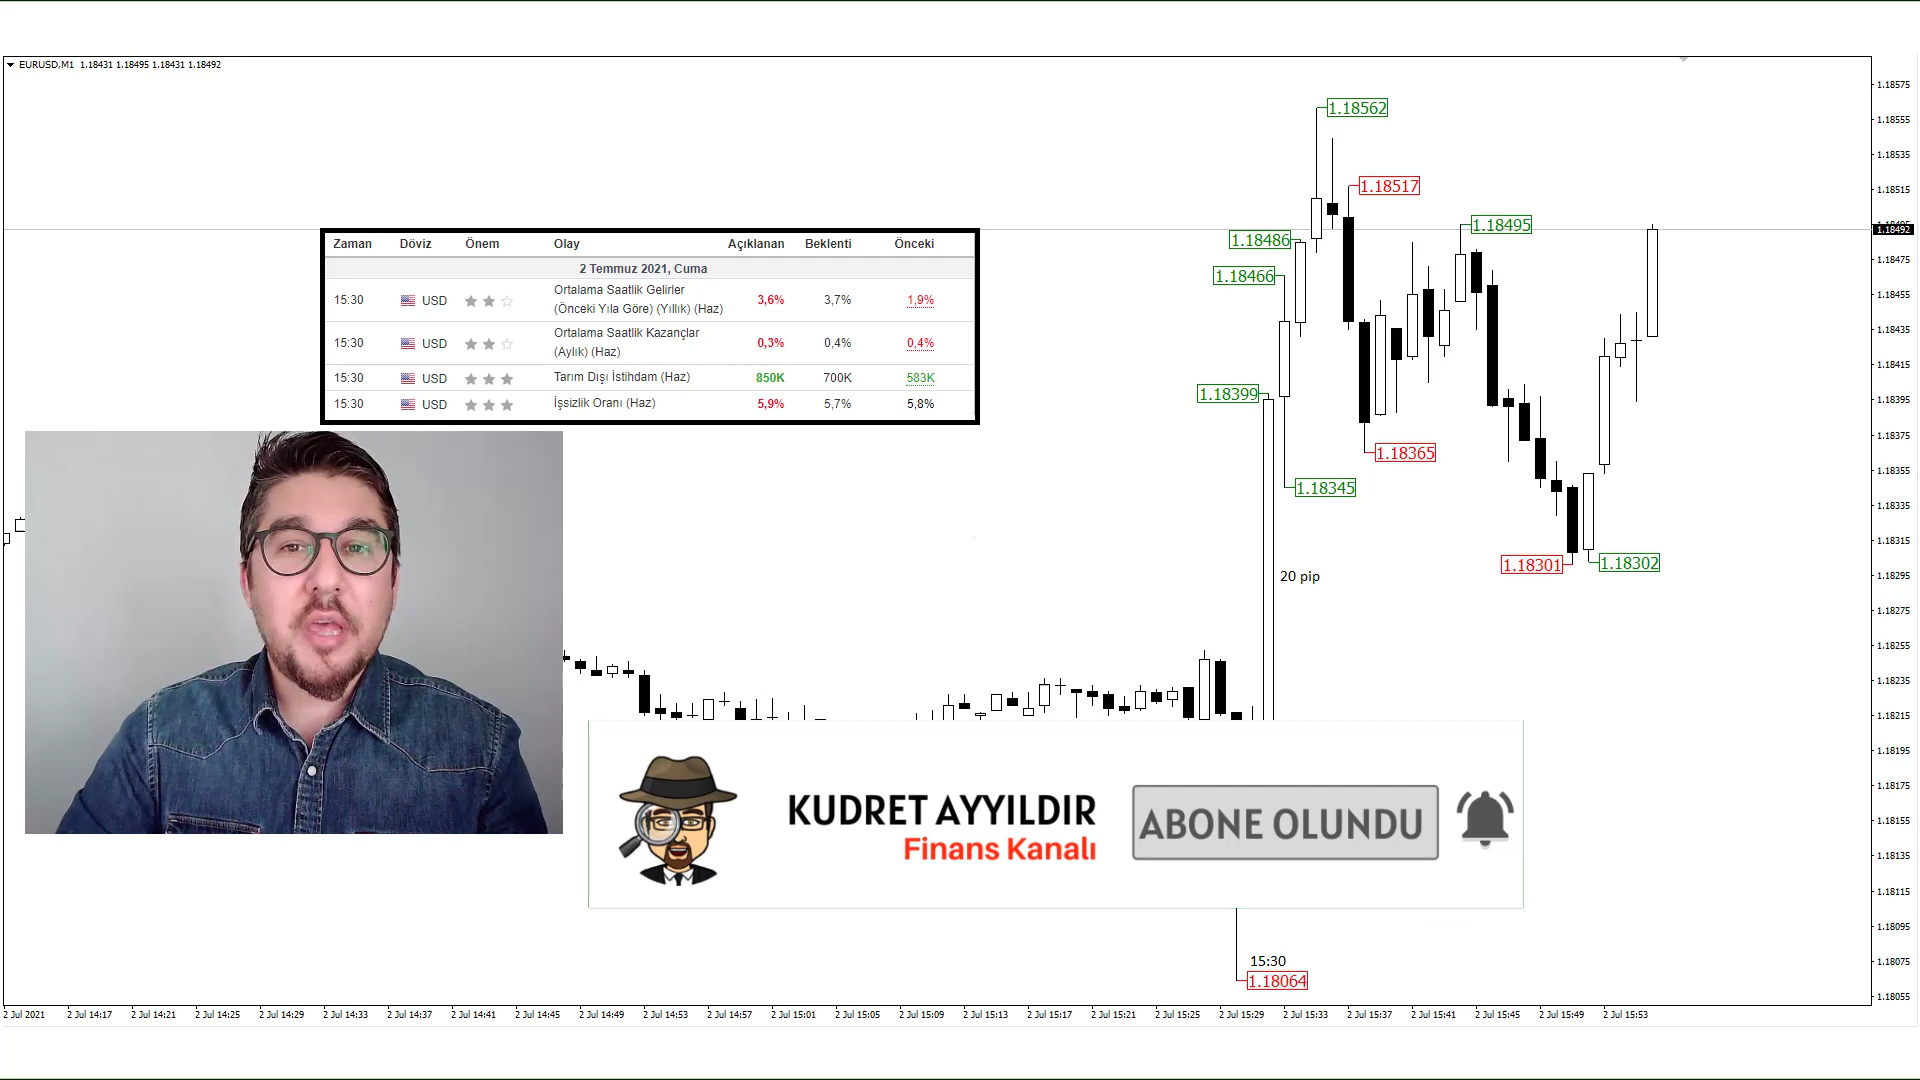 EURUSD,M1 1.18431 1.18495 1.18431 1.18492
1.18562
1.18517
1.18495
1.18486
1.18466
1.18399
1.18365
1.18345
1.18301
1.18302
20 pip
15:30
1.18064
Zaman Döviz Önem Olay Açıklanan Beklenti Önceki
2 Temmuz 2021, Cuma
Ortalama Saatlik Gelirler
15:30 USD (Önceki Yıla Göre) (Yıllık) (Haz) 3,6% 3,7% 1,9%
Ortalama Saatlik Kazançlar
15:30 USD (Aylık) (Haz) 0,3% 0,4% 0,4%
15:30 USD Tarım Dışı İstihdam (Haz) 850K 700K 583K
15:30 USD İşsizlik Oranı (Haz) 5,9% 5,7% 5,8%
KUDRET AYYILDIR
Finans Kanalı
ABONE OLUNDU
1.18575
1.18555
1.18535
1.18515
1.18492
1.18475
1.18455
1.18435
1.18415
1.18395
1.18375
1.18355
1.18335
1.18315
1.18295
1.18275
1.18255
1.18235
1.18215
1.18195
1.18175
1.18155
1.18135
1.18115
1.18095
1.18075
1.18055
2 Jul 2021 2 Jul 14:17 2 Jul 14:21 2 Jul 14:25 2 Jul 14:29 2 Jul 14:33 2 Jul 14:37 2 Jul 14:41 2 Jul 14:45 2 Jul 14:49 2 Jul 14:53 2 Jul 14:57 2 Jul 15:01 2 Jul 15:05 2 Jul 15:09 2 Jul 15:13 2 Jul 15:17 2 Jul 15:21 2 Jul 15:25 2 Jul 15:29 2 Jul 15:33 2 Jul 15:37 2 Jul 15:41 2 Jul 15:45 2 Jul 15:49 2 Jul 15:53